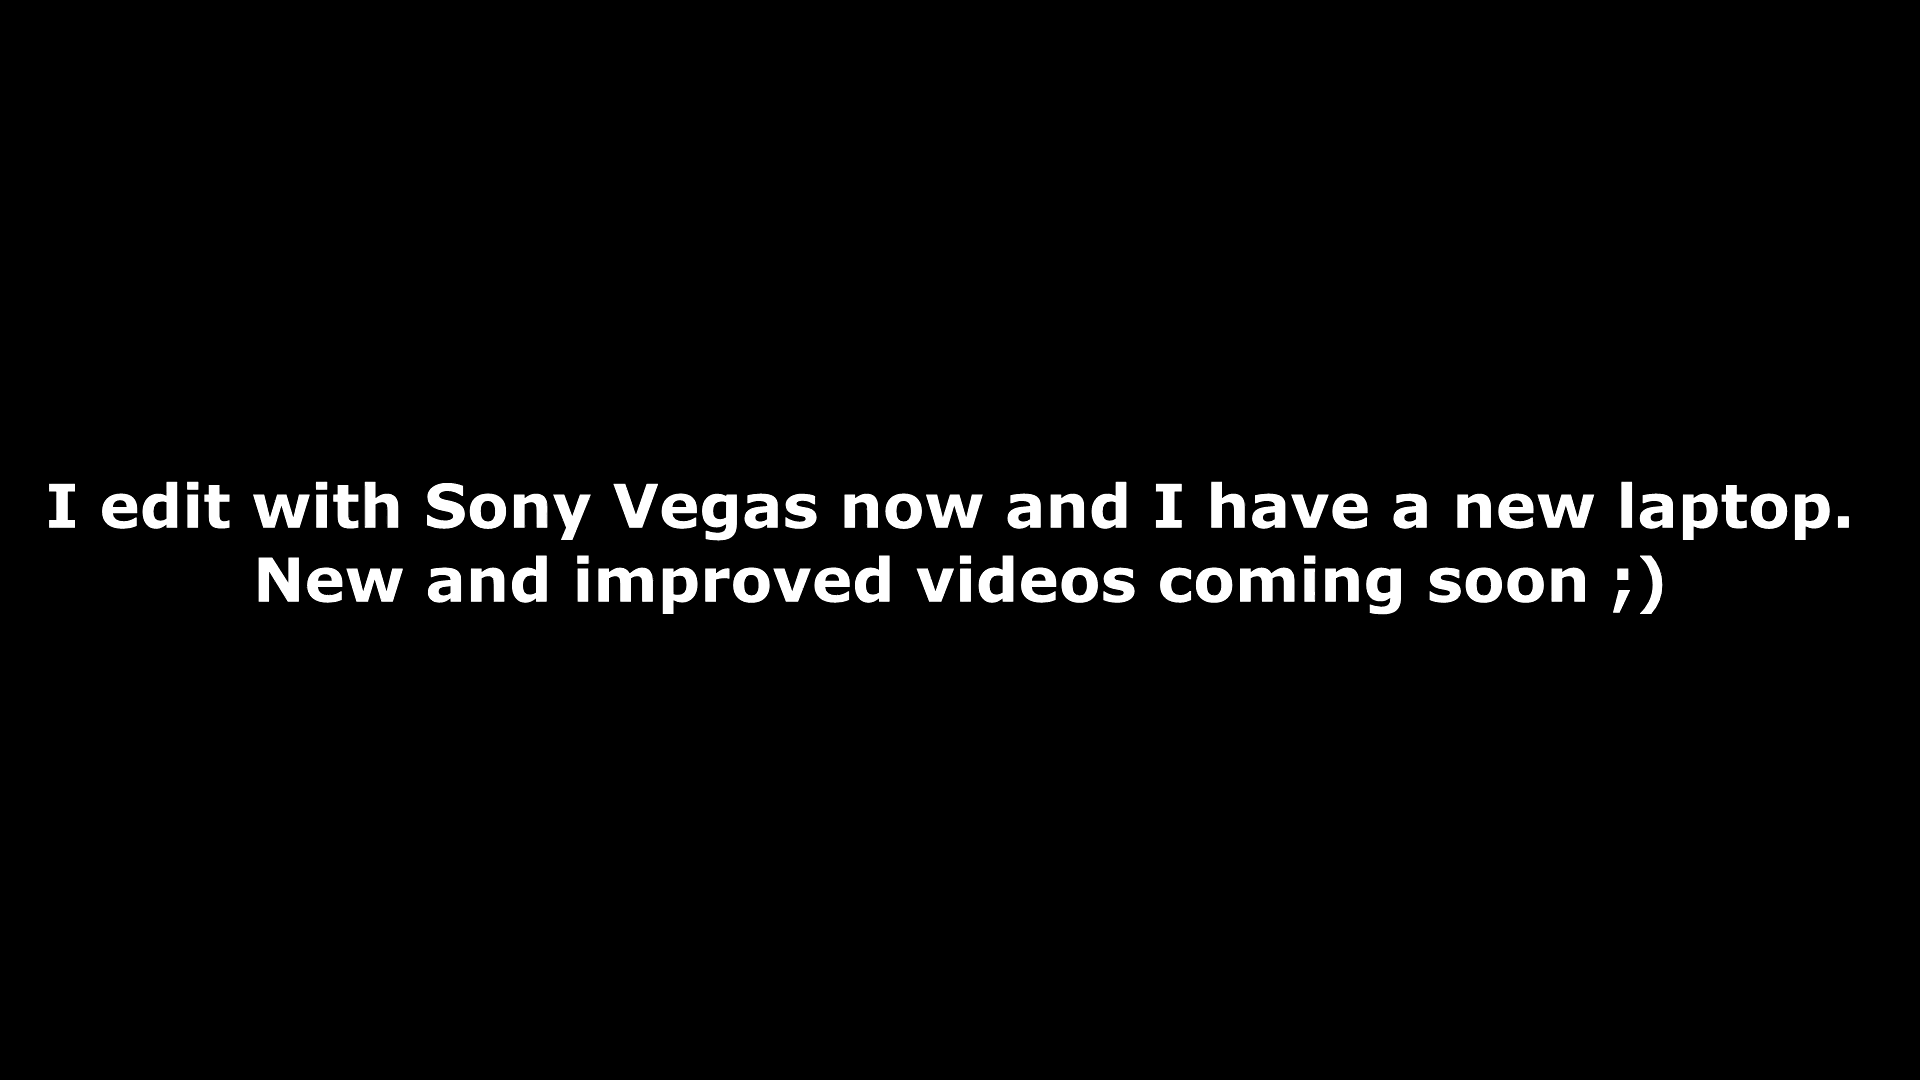 I edit with Sony Vegas now and I have a new laptop.
New and improved videos coming soon ;)